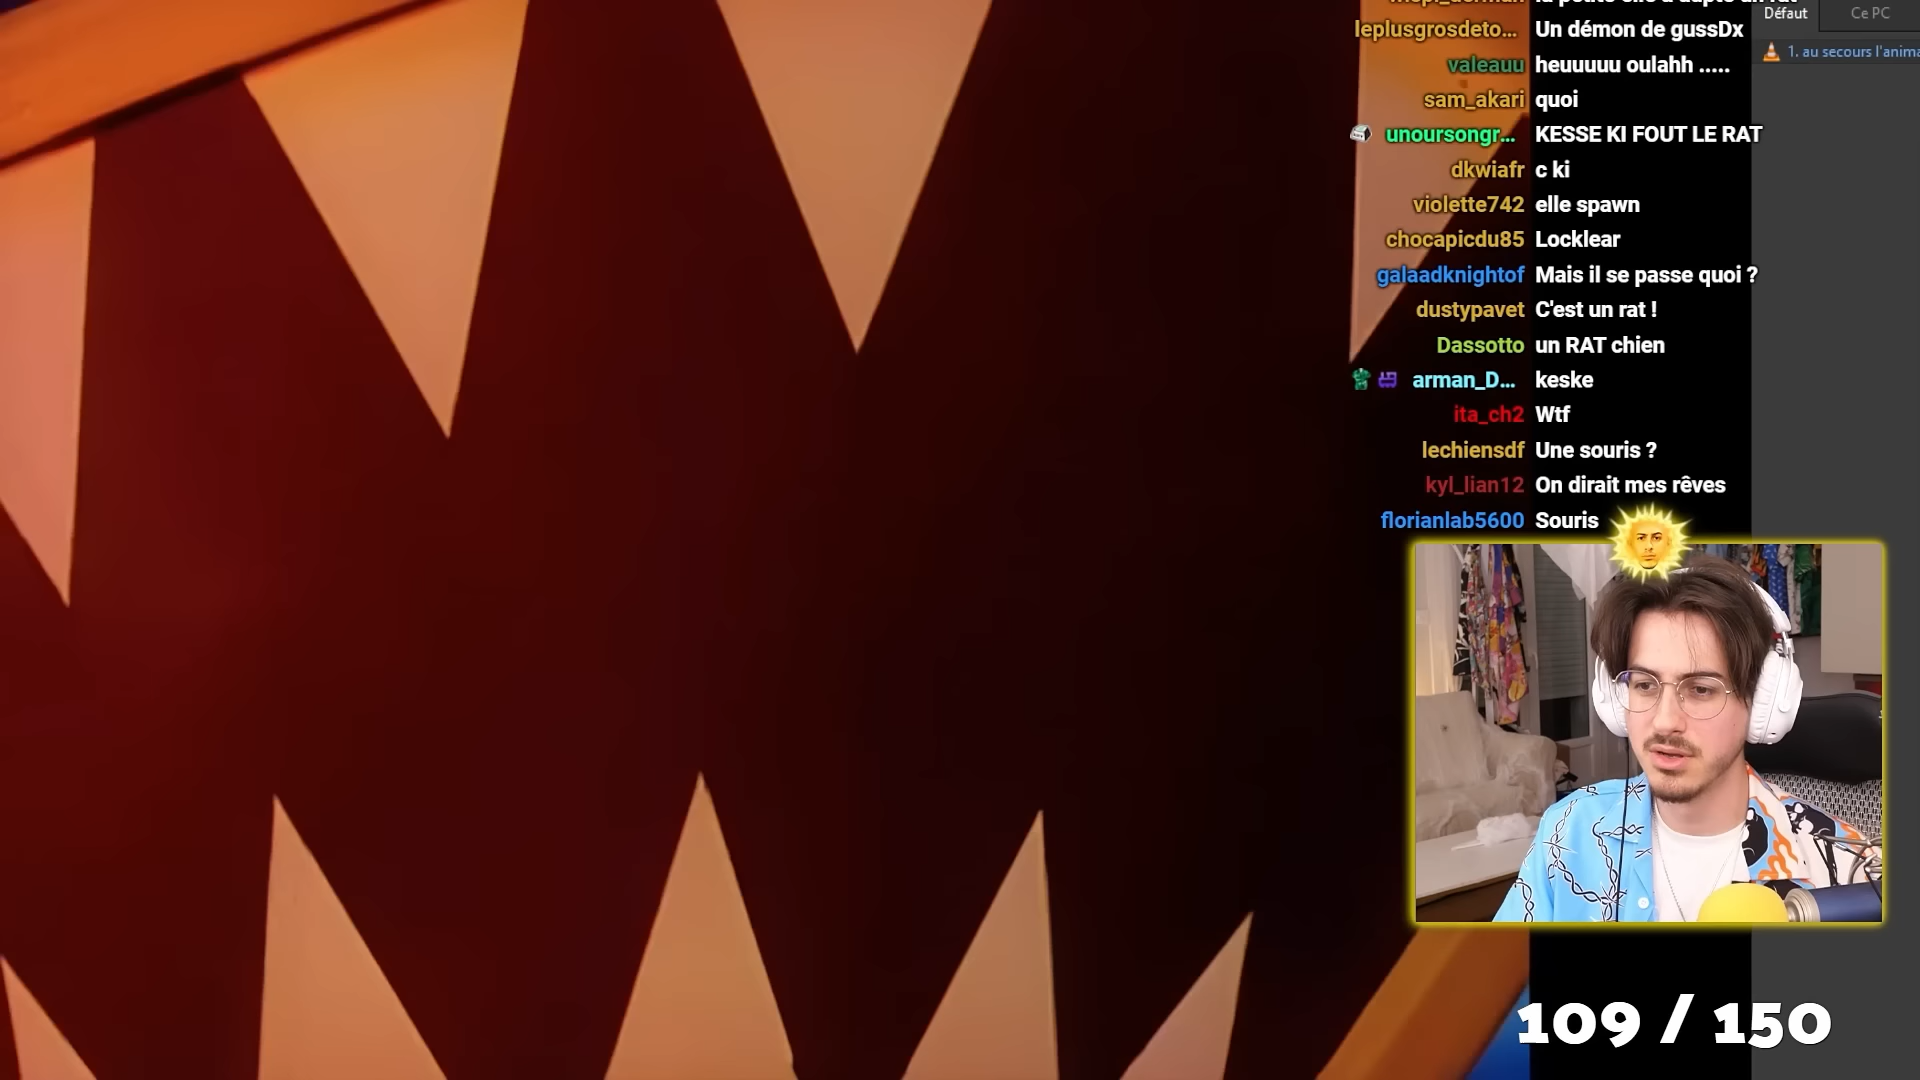 Défaut
Ce PC
leplusgrosdeto... Un démon de gussDx
1. au secours l'anima
valeauu heuuuuu oulahh .....
sam_akari quoi
unoursongr... KESSE KI FOUT LE RAT
dkwiafr c ki
violette742 elle spawn
chocapicdu85 Locklear
galaadknightof Mais il se passe quoi ?
dustypavet C'est un rat !
Dassotto un RAT chien
arman_D... keske
ita_ch2 Wtf
lechiensdf Une souris ?
kyl_lian12 On dirait mes rêves
florianlab5600 Souris
109 / 150